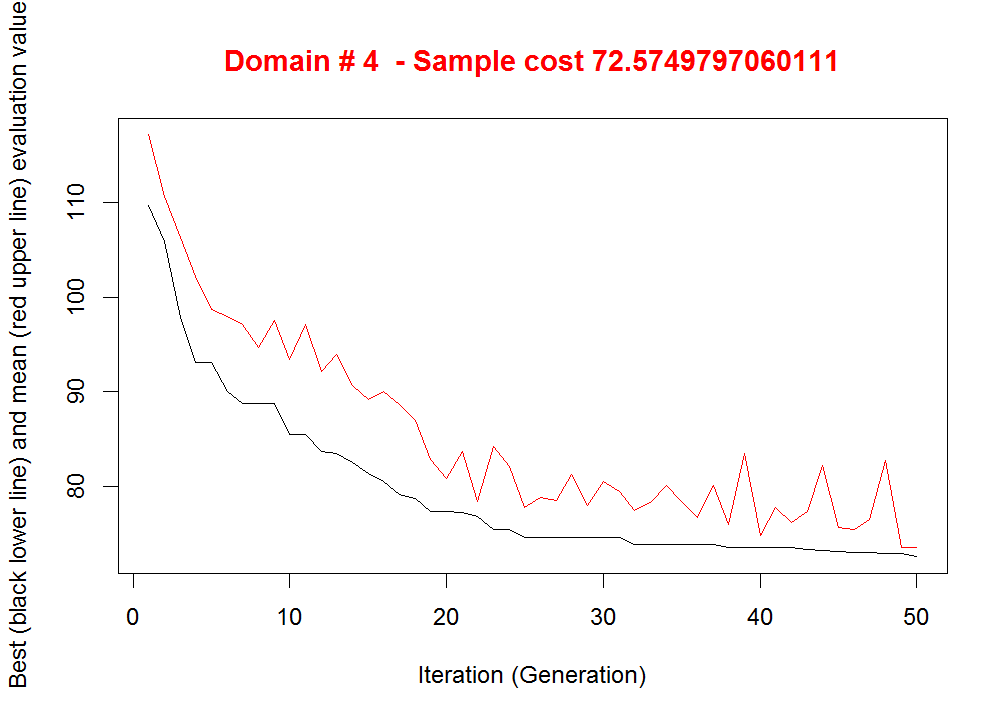 Domain # 4  - Sample cost 72.5749797060111
Best (black lower line) and mean (red upper line) evaluation value
110
100
90
80
0 10 20 30 40 50
Iteration (Generation)